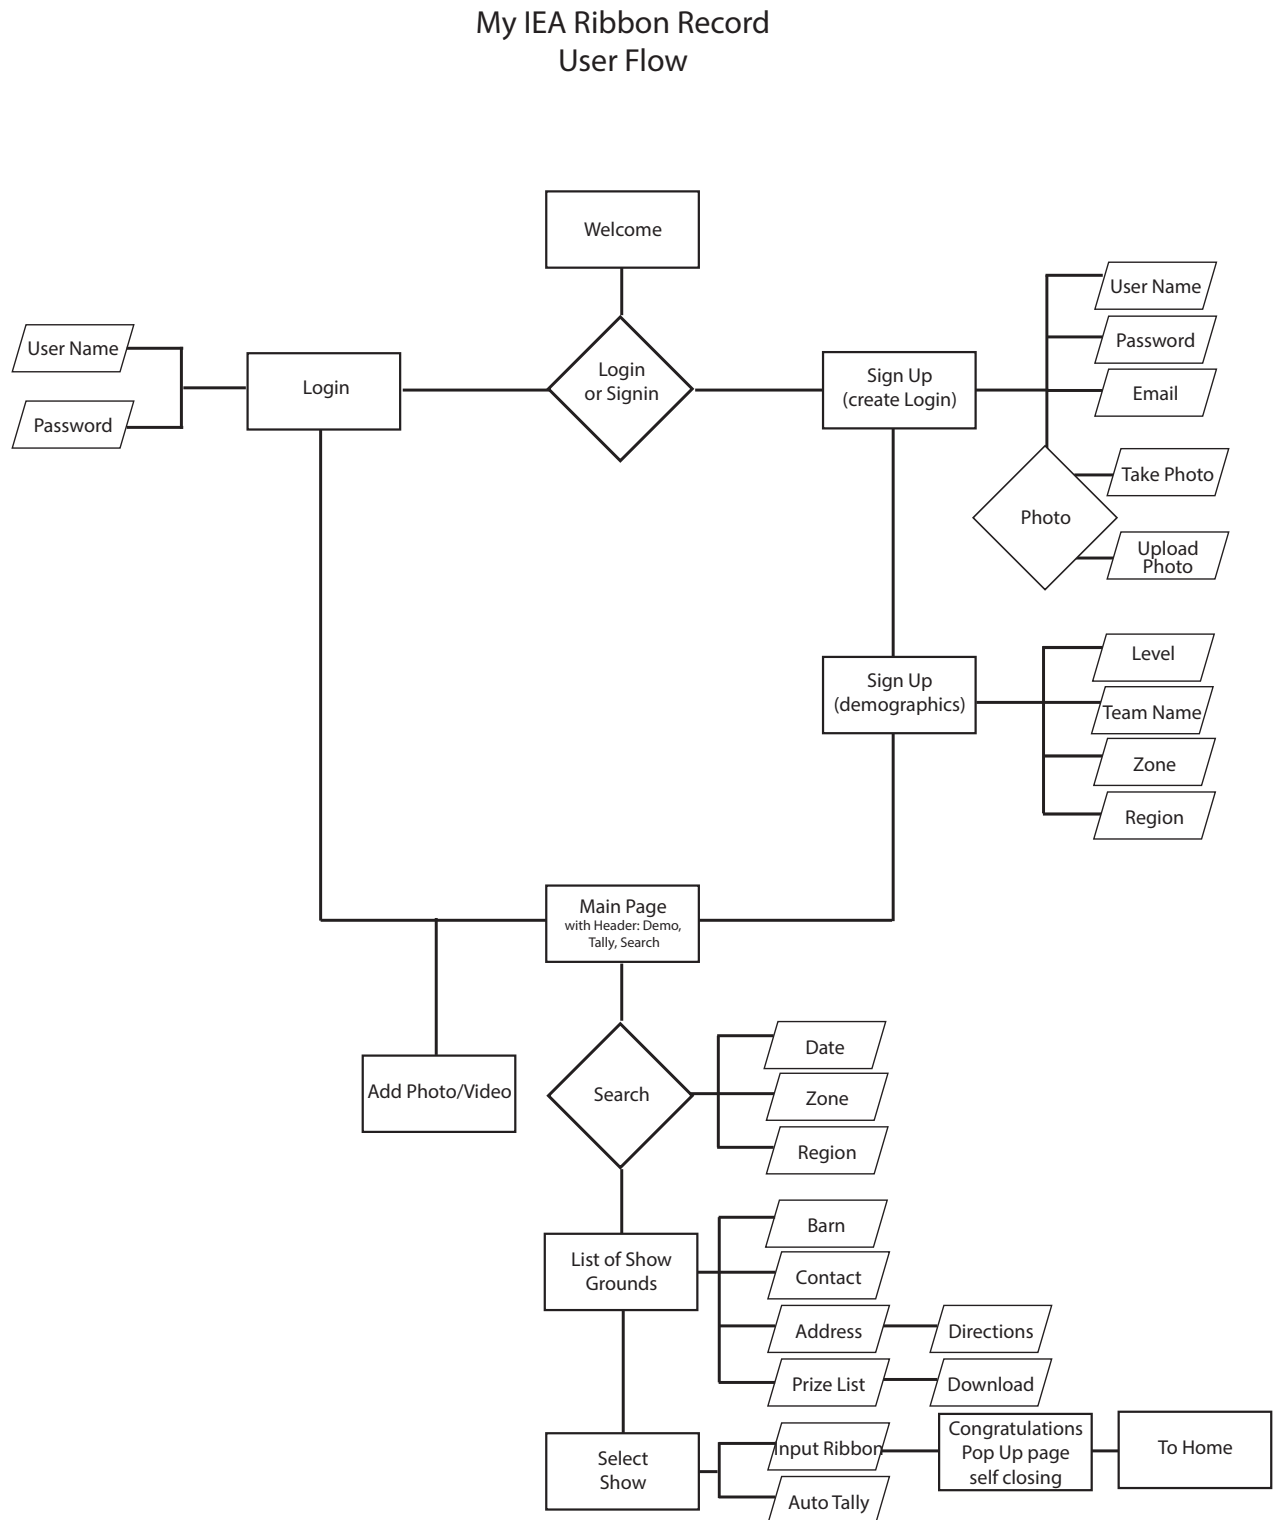 My IEA Ribbon Record
User Flow
Welcome
Login
or Signin
Login
User Name
Password
Sign Up
(create Login)
User Name
Password
Email
Photo
Take Photo
Upload
Photo
Sign Up
(demographics)
Level
Team Name
Zone
Region
Main Page
with Header: Demo,
Tally, Search
Add Photo/Video
Search
Date
Zone
Region
List of Show
Grounds
Barn
Contact
Address
Directions
Prize List
Download
Select
Show
Input Ribbon
Auto Tally
Congratulations
Pop Up page
self closing
To Home